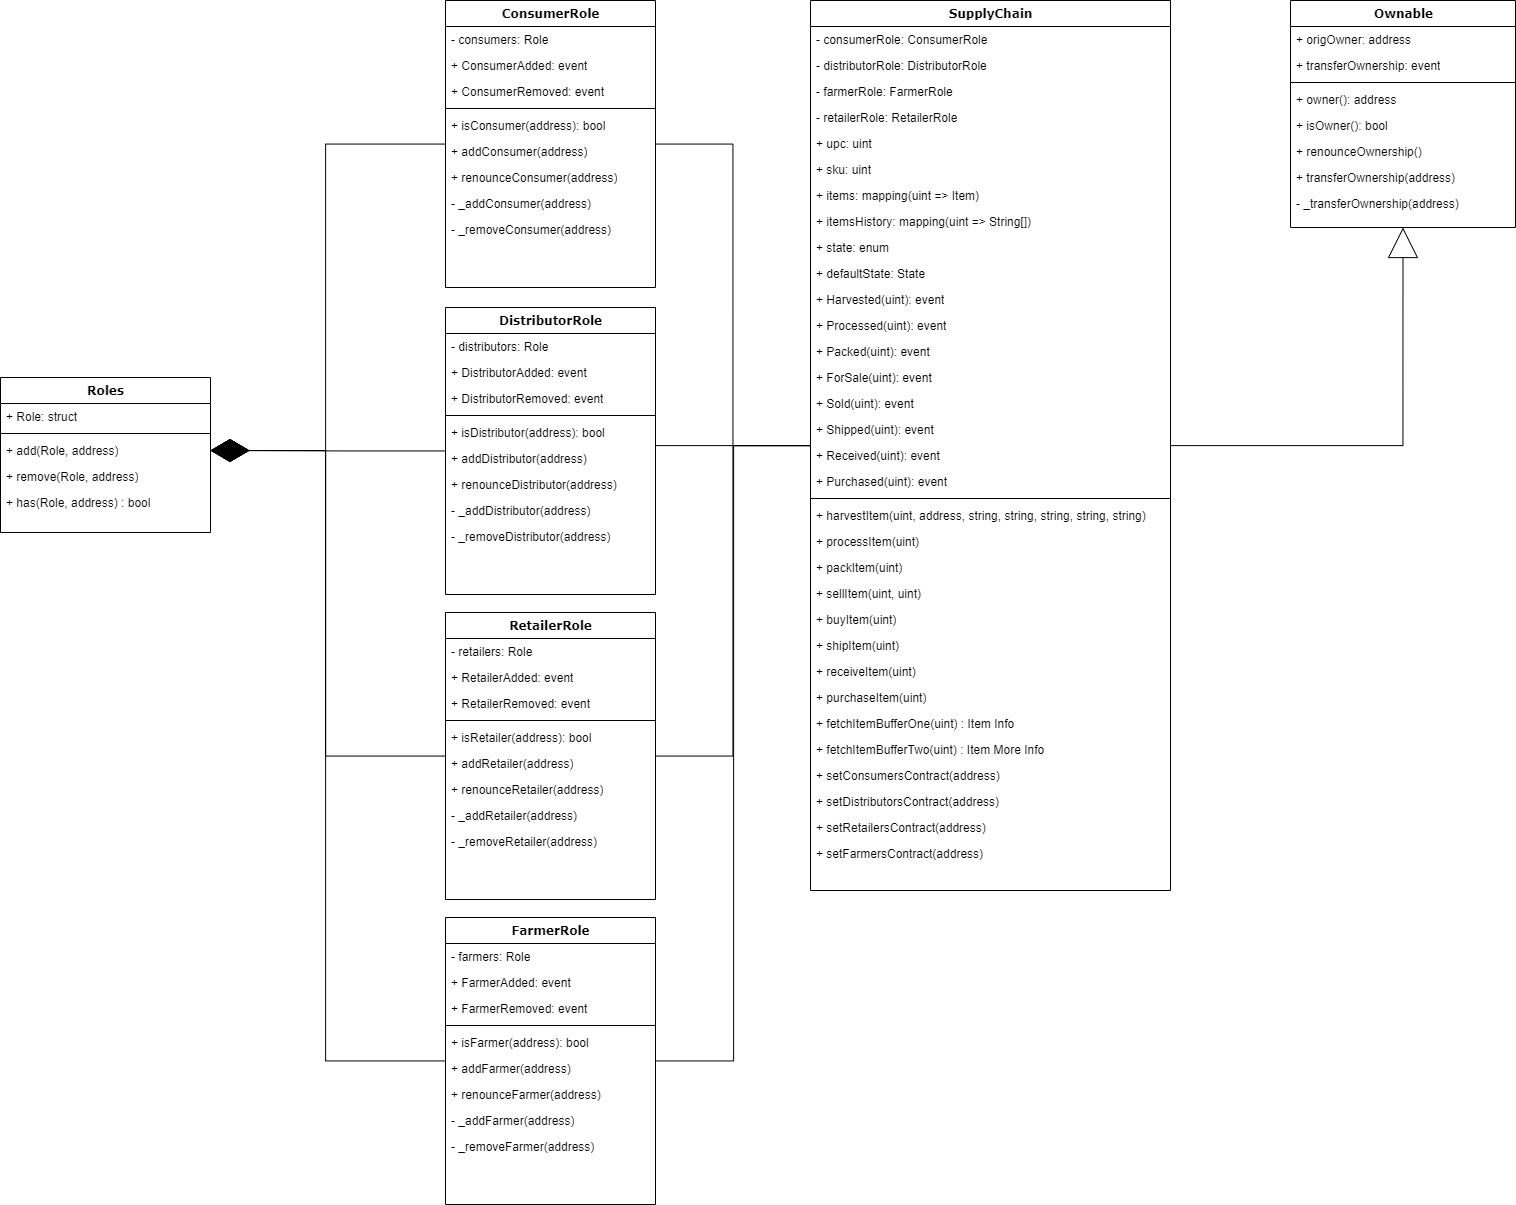 Roles
+ Role: struct
+ add(Role, address)
+ remove(Role, address)
+ has(Role, address) : bool
ConsumerRole
- consumers: Role
+ ConsumerAdded: event
+ ConsumerRemoved: event
+ isConsumer(address): bool
+ addConsumer(address)
+ renounceConsumer(address)
- _addConsumer(address)
- _removeConsumer(address)
DistributorRole
- distributors: Role
+ DistributorAdded: event
+ DistributorRemoved: event
+ isDistributor(address): bool
+ addDistributor(address)
+ renounceDistributor(address)
- _addDistributor(address)
- _removeDistributor(address)
RetailerRole
- retailers: Role
+ RetailerAdded: event
+ RetailerRemoved: event
+ isRetailer(address): bool
+ addRetailer(address)
+ renounceRetailer(address)
- _addRetailer(address)
- _removeRetailer(address)
FarmerRole
- farmers: Role
+ FarmerAdded: event
+ FarmerRemoved: event
+ isFarmer(address): bool
+ addFarmer(address)
+ renounceFarmer(address)
- _addFarmer(address)
- _removeFarmer(address)
SupplyChain
- consumerRole: ConsumerRole
- distributorRole: DistributorRole
- farmerRole: FarmerRole
- retailerRole: RetailerRole
+ upc: uint
+ sku: uint
+ items: mapping(uint => Item)
+ itemsHistory: mapping(uint => String[])
+ state: enum
+ defaultState: State
+ Harvested(uint): event
+ Processed(uint): event
+ Packed(uint): event
+ ForSale(uint): event
+ Sold(uint): event
+ Shipped(uint): event
+ Received(uint): event
+ Purchased(uint): event
+ harvestItem(uint, address, string, string, string, string, string)
+ processItem(uint)
+ packItem(uint)
+ sellItem(uint, uint)
+ buyItem(uint)
+ shipItem(uint)
+ receiveItem(uint)
+ purchaseItem(uint)
+ fetchItemBufferOne(uint) : Item Info
+ fetchItemBufferTwo(uint) : Item More Info
+ setConsumersContract(address)
+ setDistributorsContract(address)
+ setRetailersContract(address)
+ setFarmersContract(address)
Ownable
+ origOwner: address
+ transferOwnership: event
+ owner(): address
+ isOwner(): bool
+ renounceOwnership()
+ transferOwnership(address)
- _transferOwnership(address)